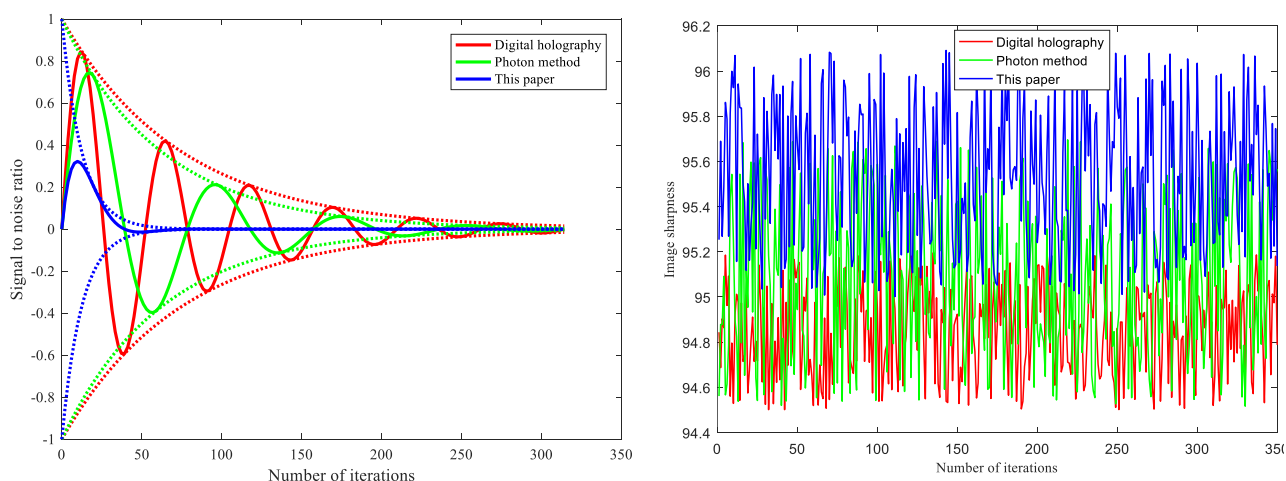 1
0.8
0.6
0.4
0.2
0
-0.2
-0.4
-0.6
-0.8
-1
Signal to noise ratio
Digital holography
Photon method
This paper
0 50 100 150 200 250 300 350
Number of iterations
96.2
96
95.8
95.6
95.4
95.2
95
94.8
94.6
94.4
Image sharpness
Digital holography
Photon method
This paper
0 50 100 150 200 250 300 350
Number of iterations